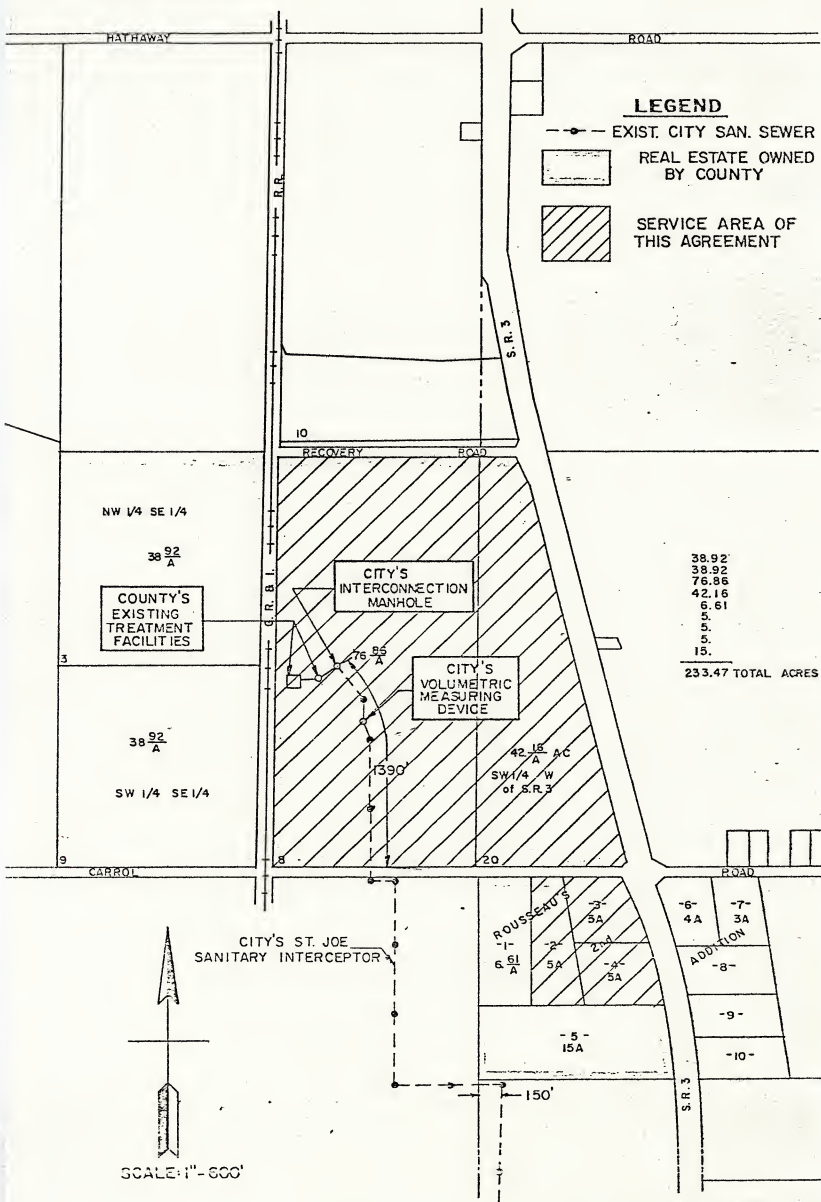 HATHAWAY ROAD
LEGEND
EXIST. CITY SAN. SEWER
REAL ESTATE OWNED
BY COUNTY
SERVICE AREA OF
THIS AGREEMENT
R.R.
S.R. 3
10
RECOVERY ROAD
NW 1/4 SE 1/4
38 92/A
COUNTY'S
EXISTING
TREATMENT
FACILITIES
G.R. & I.
CITY'S
INTERCONNECTION
MANHOLE
76 86/A
CITY'S
VOLUMETRIC
MEASURING
DEVICE
38.92
38.92
76.86
42.16
6.61
5.
5.
5.
15.
233.47 TOTAL ACRES
3
38 92/A
SW 1/4 SE 1/4
1390'
42 16/A AC
SW 1/4 W
of S.R.3
9
8
7
20
CARROL ROAD
ROUSSEAU'S 2nd ADDITION
-1-
6 61/A
-2-
5A
-3-
5A
-4-
5A
-5-
15A
-6-
4A
-7-
3A
-8-
-9-
-10-
CITY'S ST. JOE
SANITARY INTERCEPTOR
150'
S.R. 3
SCALE: 1"-600'